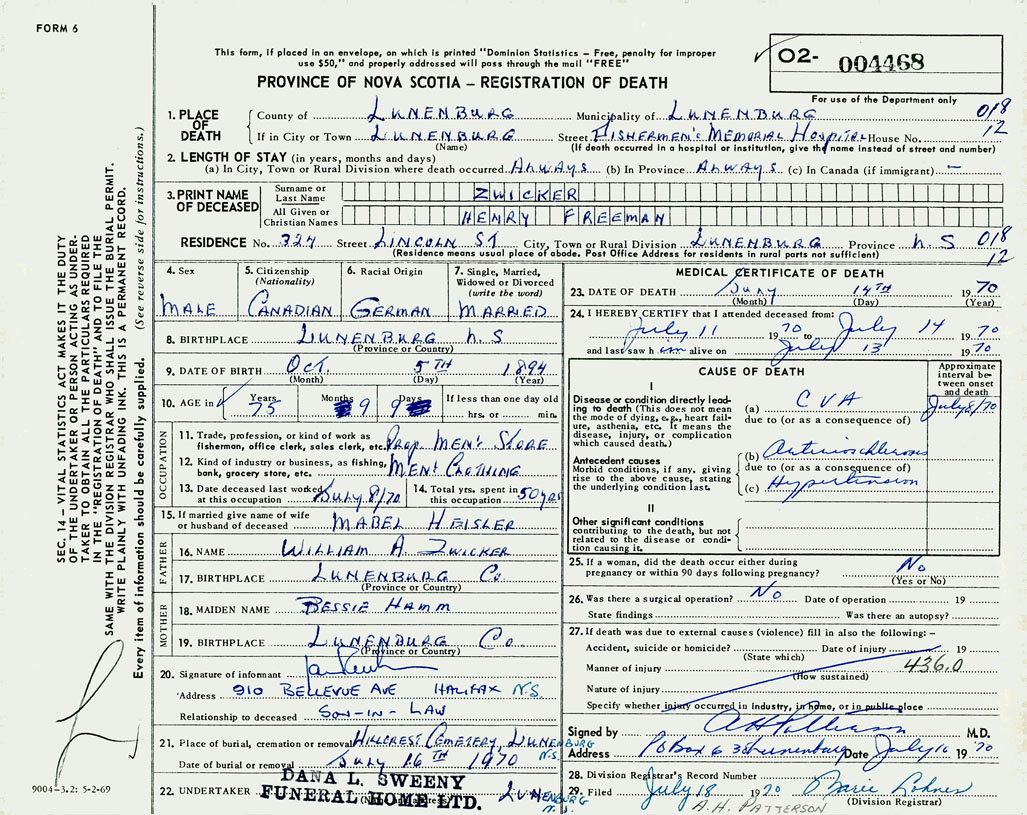 FORM 6
This form, if placed in an envelope, on which is printed "Dominion Statistics – Free, penalty for improper
use $50," and properly addressed will pass through the mail "FREE"
O2- 004468
PROVINCE OF NOVA SCOTIA – REGISTRATION OF DEATH
For use of the Department only
1. PLACE OF DEATH
County of LUNENBURG Municipality of LUNENBURG 018
If in City or Town LUNENBURG Street FISHERMEN'S MEMORIAL HOSPITAL House No. 12
(Name) (If death occurred in a hospital or institution, give the name instead of street and number)
2. LENGTH OF STAY (in years, months and days)
(a) In City, Town or Rural Division where death occurred ALWAYS (b) In Province ALWAYS (c) In Canada (if immigrant) —
3. PRINT NAME OF DECEASED
Surname or Last Name ZWICKER
All Given or Christian Names HENRY FREEMAN
RESIDENCE No. 324 Street LINCOLN ST City, Town or Rural Division LUNENBURG Province N.S 018
(Residence means usual place of abode. Post Office Address for residents in rural parts not sufficient) 12
4. Sex MALE
5. Citizenship (Nationality) CANADIAN
6. Racial Origin GERMAN
7. Single, Married, Widowed or Divorced (write the word) MARRIED
8. BIRTHPLACE LUNENBURG N.S
(Province or Country)
9. DATE OF BIRTH OCT. 5TH 1894
(Month) (Day) (Year)
10. AGE in Years 75 Months 9 Days 9 If less than one day old
hrs. or min.
OCCUPATION
11. Trade, profession, or kind of work as
fisherman, office clerk, sales clerk, etc. PROP. MEN'S STORE
12. Kind of industry or business, as fishing,
bank, grocery store, etc. MEN'S CLOTHING
13. Date deceased last worked
at this occupation JULY 8/70
14. Total yrs. spent in
this occupation 50 yrs
15. If married give name of wife
or husband of deceased MABEL HEISLER
FATHER
16. NAME WILLIAM A. ZWICKER
17. BIRTHPLACE LUNENBURG CO.
(Province or Country)
MOTHER
18. MAIDEN NAME BESSIE HAMM
19. BIRTHPLACE LUNENBURG CO.
(Province or Country)
20. Signature of informant
Address 910 BELLEVUE AVE HALIFAX N.S.
Relationship to deceased SON-IN-LAW
21. Place of burial, cremation or removal HILLCREST CEMETERY, LUNENBURG N.S.
Date of burial or removal JULY 16TH 1970
22. UNDERTAKER DANA L. SWEENY
FUNERAL HOME LTD. LUNENBURG N.S.
(Name and address)
MEDICAL CERTIFICATE OF DEATH
23. DATE OF DEATH JULY 14TH 1970
(Month) (Day) (Year)
24. I HEREBY CERTIFY that I attended deceased from:
July 11 1970 to July 14 1970
and last saw h im alive on July 13 1970
CAUSE OF DEATH
Approximate interval between onset and death
I
Disease or condition directly leading
to death (This does not mean
the mode of dying, e.g., heart failure,
asthenia, etc. It means the
disease, injury, or complication
which caused death.)
(a) CVA July 8/70
due to (or as a consequence of)
Antecedent causes
Morbid conditions, if any, giving
rise to the above cause, stating
the underlying condition last.
(b)
due to (or as a consequence of)
(c) Hypertension
II
Other significant conditions
contributing to the death, but not
related to the disease or condition
causing it.
25. If a woman, did the death occur either during
pregnancy or within 90 days following pregnancy? No
(Yes or No)
26. Was there a surgical operation? No Date of operation 19
State findings Was there an autopsy?
27. If death was due to external causes (violence) fill in also the following: –
Accident, suicide or homicide? Date of injury 19
(State which)
Manner of injury 436.0
(How sustained)
Nature of injury
Specify whether injury occurred in industry, in home, or in public place
Signed by A H Patterson M.D.
Address PO Box 63 Lunenburg Date July 16 1970
28. Division Registrar's Record Number
29. Filed July 18 1970
A.H. PATTERSON (Division Registrar)
SEC. 14 – VITAL STATISTICS ACT MAKES IT THE DUTY
OF THE UNDERTAKER OR PERSON ACTING AS UNDERTAKER
TO OBTAIN ALL THE PARTICULARS REQUIRED
IN THE "REGISTRATION OF DEATH" AND TO FILE THE
SAME WITH THE DIVISION REGISTRAR WHO SHALL ISSUE THE BURIAL PERMIT.
WRITE PLAINLY WITH UNFADING INK. THIS IS A PERMANENT RECORD.
Every item of information should be carefully supplied. (See reverse side for instructions.)
9004-3.2: 5-2-69